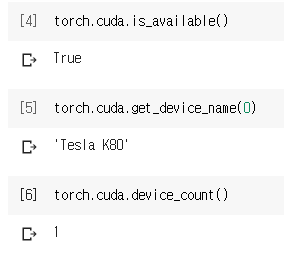 [4] torch.cuda.is_available()
True
[5] torch.cuda.get_device_name(0)
'Tesla K80'
[6] torch.cuda.device_count()
1